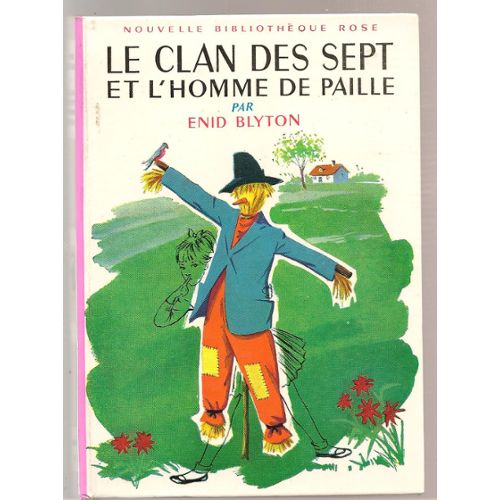 NOUVELLE BIBLIOTHÈQUE ROSE
LE CLAN DES SEPT
ET L'HOMME DE PAILLE
PAR
ENID BLYTON